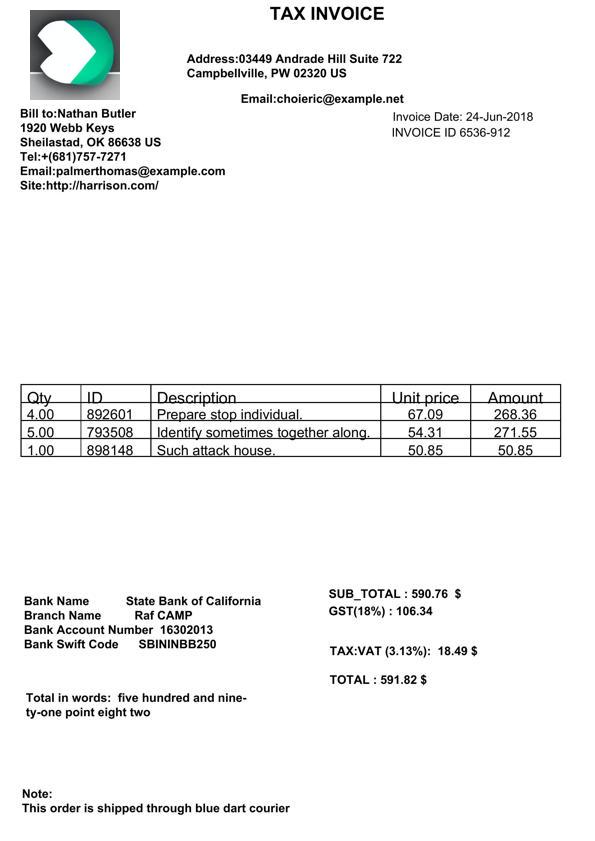 TAX INVOICE
Address:03449 Andrade Hill Suite 722
Campbellville, PW 02320 US
Email:choieric@example.net
Bill to:Nathan Butler
1920 Webb Keys
Sheilastad, OK 86638 US
Tel:+(681)757-7271
Email:palmerthomas@example.com
Site:http://harrison.com/
Invoice Date: 24-Jun-2018
INVOICE ID 6536-912
Qty ID Description Unit price Amount
4.00 892601 Prepare stop individual. 67.09 268.36
5.00 793508 Identify sometimes together along. 54.31 271.55
1.00 898148 Such attack house. 50.85 50.85
Bank Name State Bank of California
Branch Name Raf CAMP
Bank Account Number 16302013
Bank Swift Code SBININBB250
SUB_TOTAL : 590.76 $
GST(18%) : 106.34
TAX:VAT (3.13%): 18.49 $
TOTAL : 591.82 $
Total in words: five hundred and nine-
ty-one point eight two
Note:
This order is shipped through blue dart courier